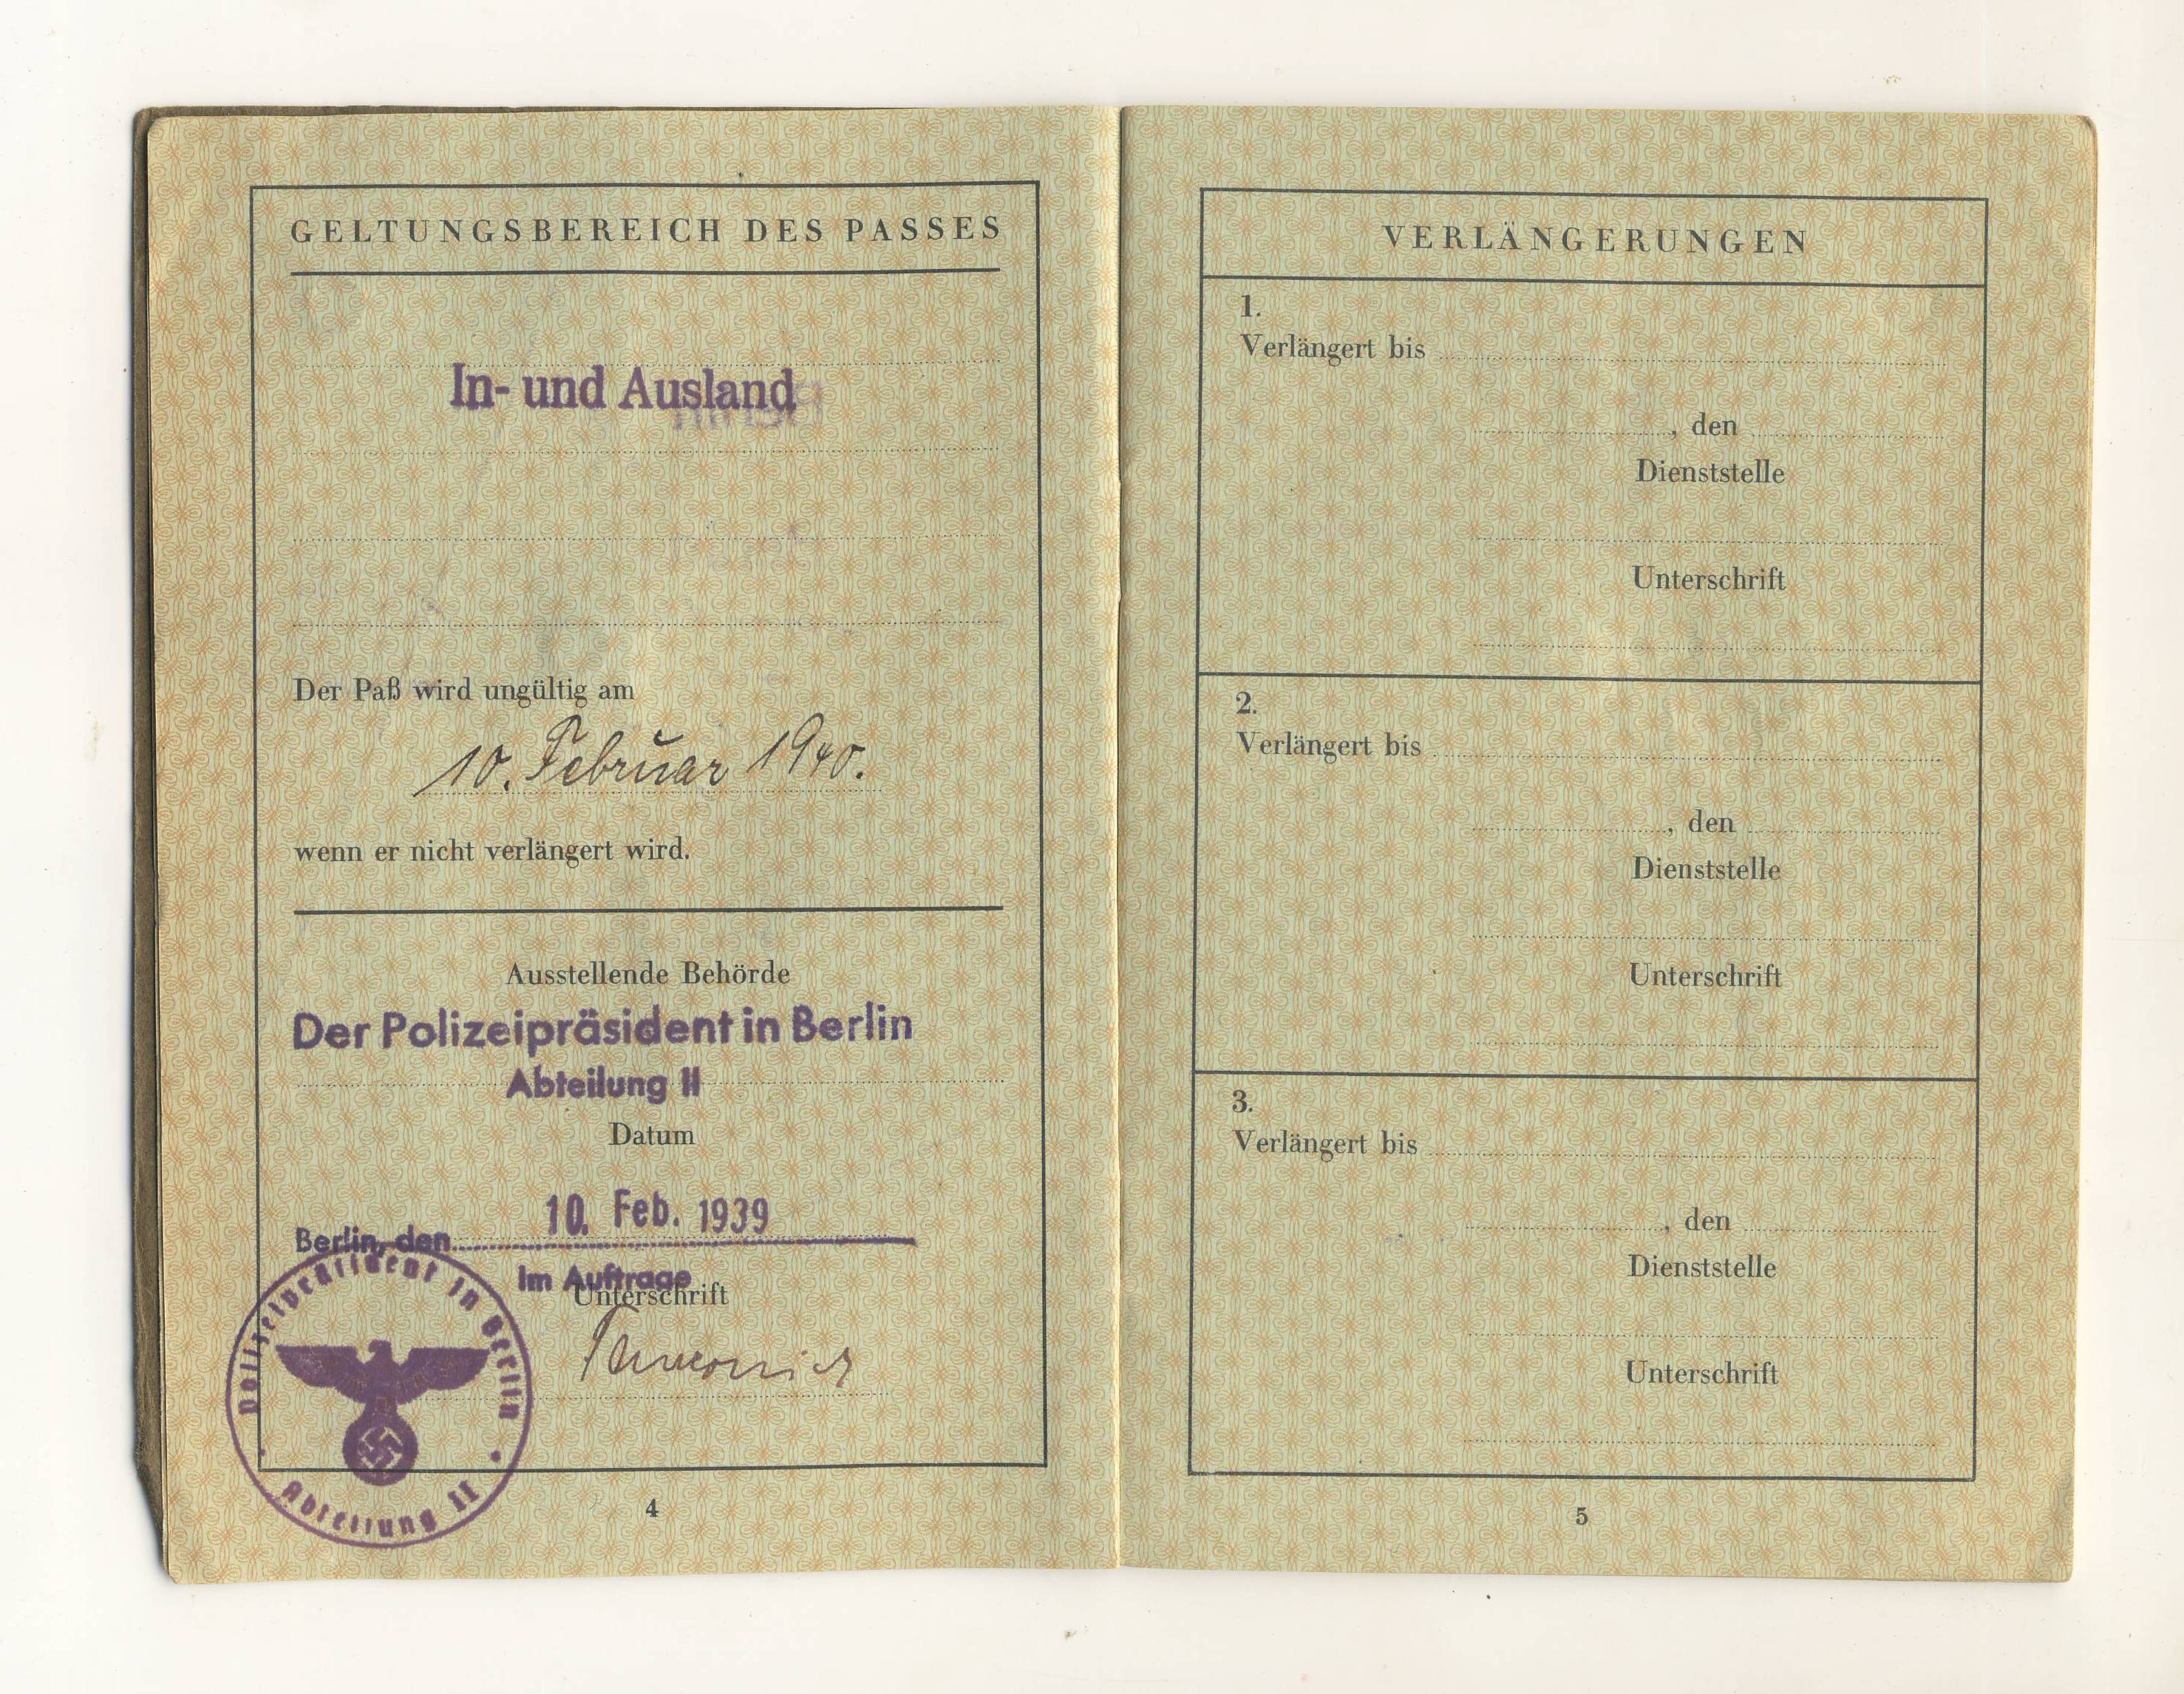 GELTUNGSBEREICH DES PASSES
In- und Ausland
Der Paß wird ungültig am
10. Februar 1940.
wenn er nicht verlängert wird.
Ausstellende Behörde
Der Polizeipräsident in Berlin
Abteilung II
Datum
Berlin, den 10. Feb. 1939
Im Auftrage
Unterschrift
Polizeipräsident in Berlin
Abteilung II
4
VERLÄNGERUNGEN
1.
Verlängert bis
, den
Dienststelle
Unterschrift
2.
Verlängert bis
, den
Dienststelle
Unterschrift
3.
Verlängert bis
, den
Dienststelle
Unterschrift
5